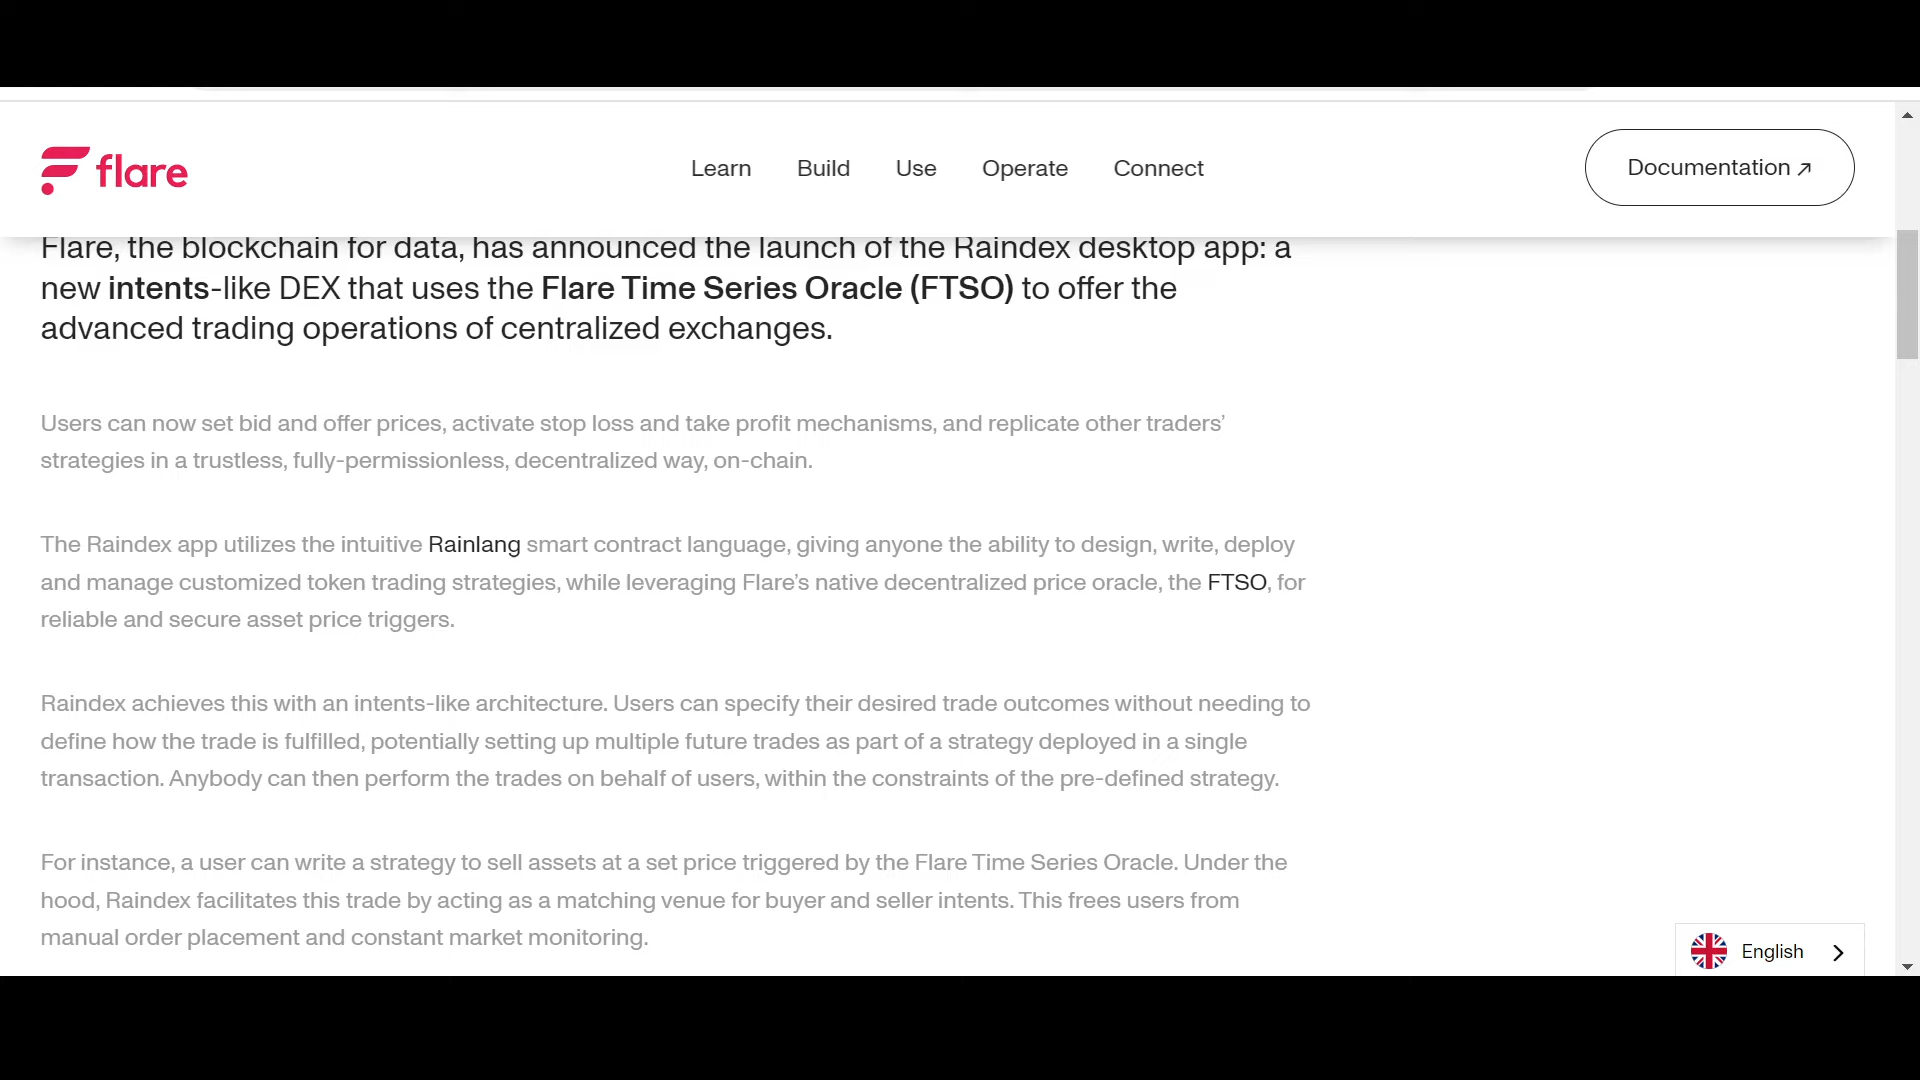 flare
Learn Build Use Operate Connect
Documentation ↗
Flare, the blockchain for data, has announced the launch of the Raindex desktop app: a
new intents-like DEX that uses the Flare Time Series Oracle (FTSO) to offer the
advanced trading operations of centralized exchanges.
Users can now set bid and offer prices, activate stop loss and take profit mechanisms, and replicate other traders’
strategies in a trustless, fully-permissionless, decentralized way, on-chain.
The Raindex app utilizes the intuitive Rainlang smart contract language, giving anyone the ability to design, write, deploy
and manage customized token trading strategies, while leveraging Flare’s native decentralized price oracle, the FTSO, for
reliable and secure asset price triggers.
Raindex achieves this with an intents-like architecture. Users can specify their desired trade outcomes without needing to
define how the trade is fulfilled, potentially setting up multiple future trades as part of a strategy deployed in a single
transaction. Anybody can then perform the trades on behalf of users, within the constraints of the pre-defined strategy.
For instance, a user can write a strategy to sell assets at a set price triggered by the Flare Time Series Oracle. Under the
hood, Raindex facilitates this trade by acting as a matching venue for buyer and seller intents. This frees users from
manual order placement and constant market monitoring.
English